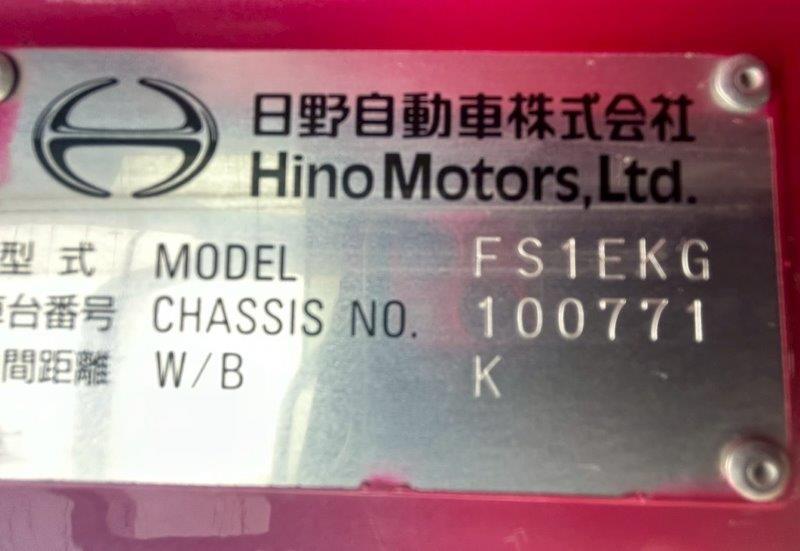 日野自動車株式会社
Hino Motors, Ltd.
型式 MODEL FS1EKG
台番号 CHASSIS NO. 100771
間距離 W/B K